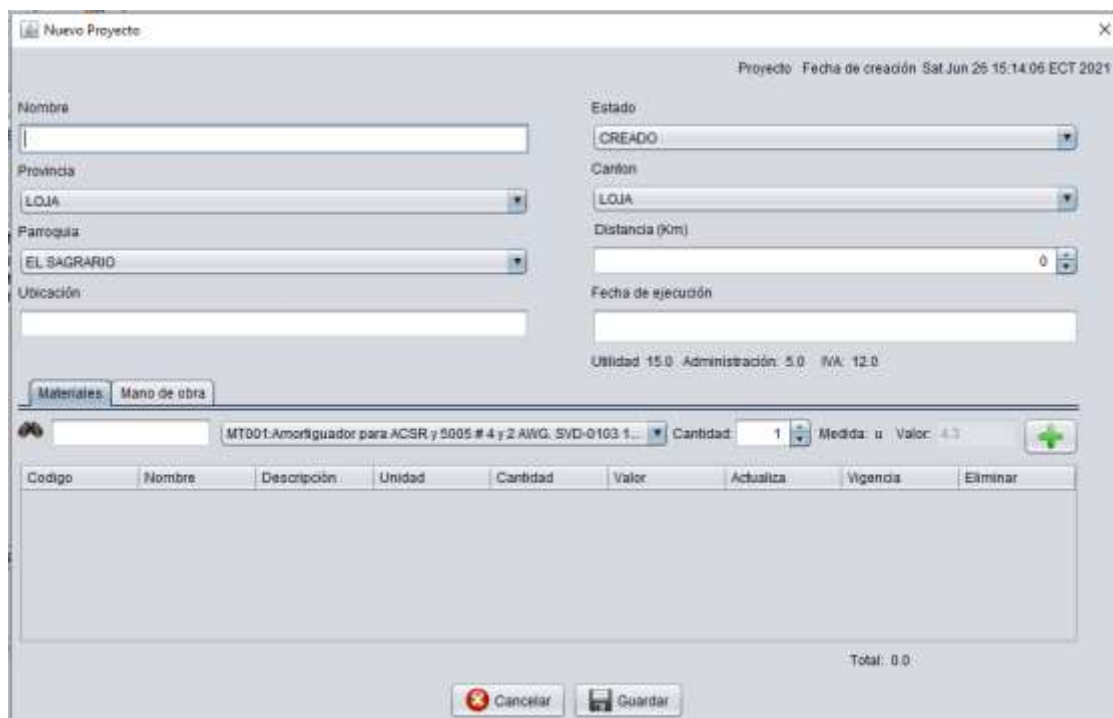 Nuevo Proyecto
Proyecto Fecha de creación Sat Jun 26 15:14:06 ECT 2021
Nombre
Estado
CREADO
Provincia
Canton
LOJA
LOJA
Parroquia
Distancia (Km)
EL SAGRARIO
0
Ubicación
Fecha de ejecución
Utilidad 15.0 Administración: 5.0 IVA: 12.0
Materiales Mano de obra
MT001:Amortiguador para ACSR y 5005 # 4 y 2 AWG. SVD-0103 1... Cantidad: 1 Medida: u Valor: 4.3
Codigo Nombre Descripción Unidad Cantidad Valor Actualiza Vigencia Eliminar
Total: 0.0
Cancelar Guardar